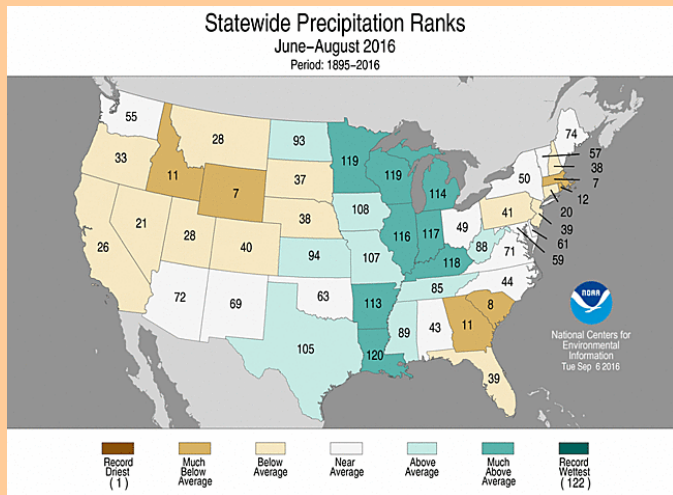 Statewide Precipitation Ranks
June–August 2016
Period: 1895–2016
55
28
93
119
119
114
74
57
33
11
7
37
50
38
7
12
26
21
28
40
38
108
116
117
49
41
20
39
61
59
94
107
118
88
71
72
69
63
113
85
44
105
120
89
43
11
8
39
NOAA
National Centers for
Environmental
Information
Tue Sep 6 2016
Record
Driest
(1)
Much
Below
Average
Below
Average
Near
Average
Above
Average
Much
Above
Average
Record
Wettest
(122)